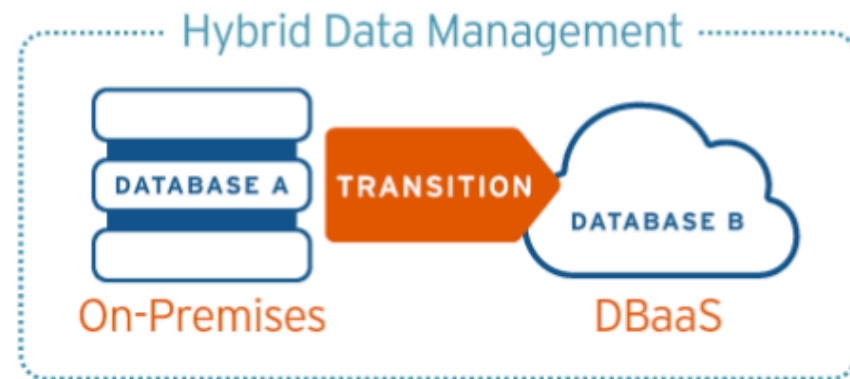 Hybrid Data Management
DATABASE A
TRANSITION
DATABASE B
On-Premises
DBaaS